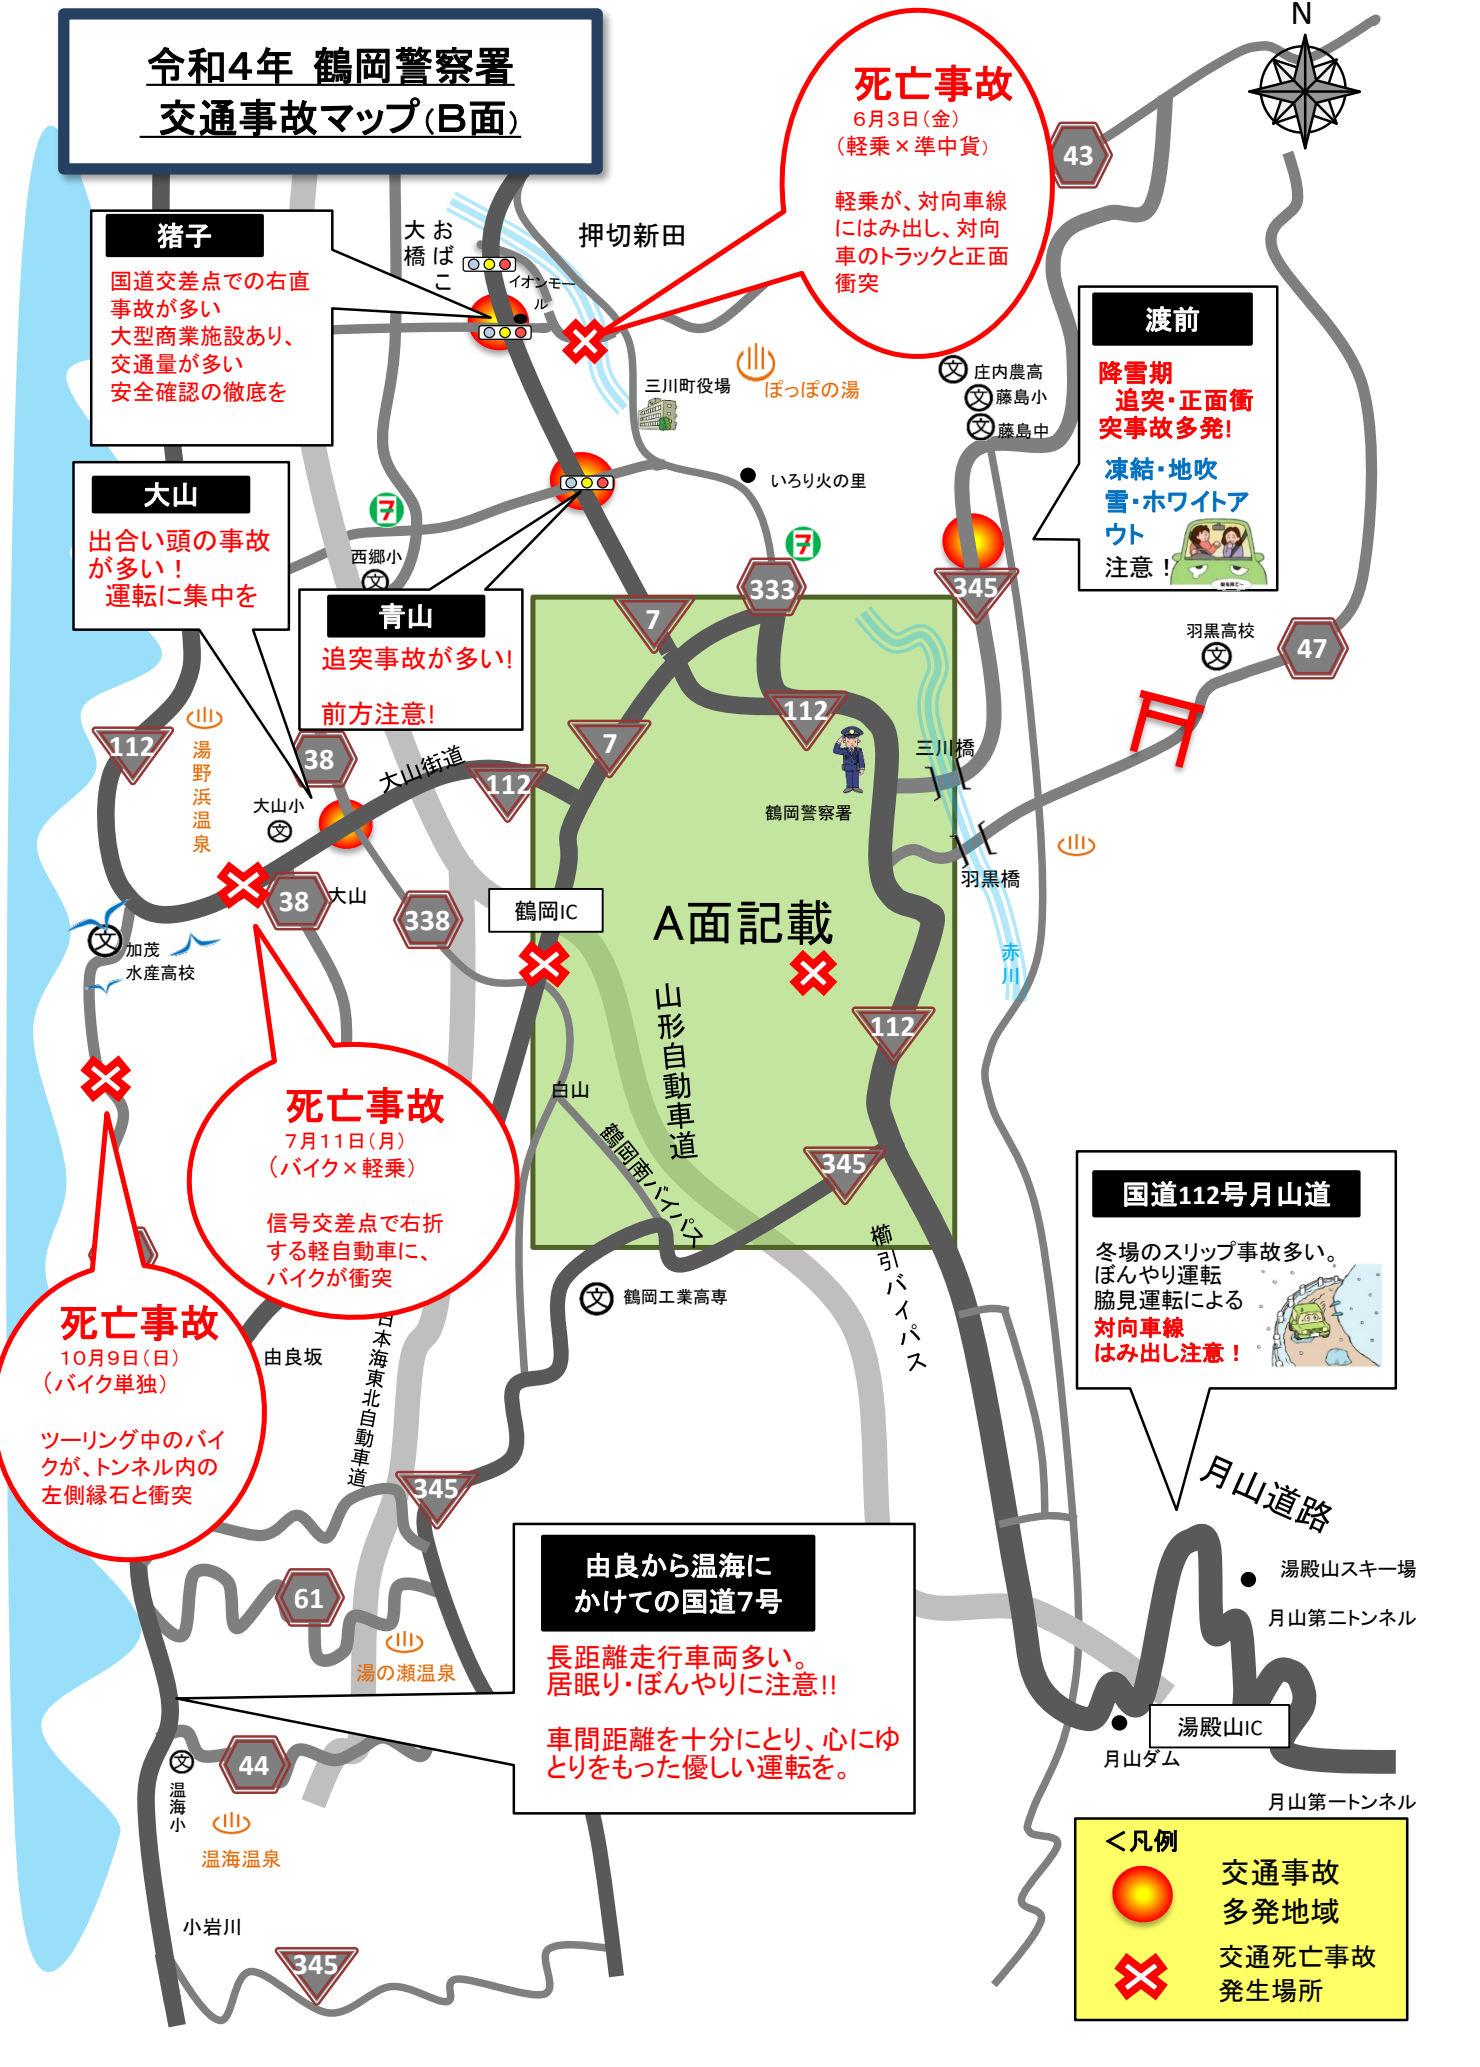 令和4年 鶴岡警察署
交通事故マップ(B面)
N
死亡事故
6月3日(金)
(軽乗×準中貨)
軽乗が、対向車線
にはみ出し、対向
車のトラックと正面
衝突
43
猪子
国道交差点での右直
事故が多い
大型商業施設あり、
交通量が多い
安全確認の徹底を
おばこ
大橋
押切新田
イオンモー
ル
三川町役場
ぽっぽの湯
いろり火の里
文 庄内農高
文 藤島小
文 藤島中
渡前
降雪期
追突・正面衝
突事故多発!
凍結・地吹
雪・ホワイトア
ウト
注意!
大山
出合い頭の事故
が多い!
運転に集中を
7
西郷小
文
青山
追突事故が多い!
前方注意!
7
333
7
345
羽黒高校
文
47
112
湯野浜温泉
38
大山街道
112
7
112
三川橋
鶴岡警察署
大山小
文
羽黒橋
38
大山
338
鶴岡IC
A面記載
赤川
文
加茂
水産高校
山形自動車道
112
白山
鶴岡南バイパス
345
死亡事故
7月11日(月)
(バイク×軽乗)
信号交差点で右折
する軽自動車に、
バイクが衝突
国道112号月山道
冬場のスリップ事故多い。
ぼんやり運転
脇見運転による
対向車線
はみ出し注意!
櫛引バイパス
文 鶴岡工業高専
死亡事故
10月9日(日)
(バイク単独)
ツーリング中のバイ
クが、トンネル内の
左側縁石と衝突
由良坂
日本海東北自動車道
345
月山道路
由良から温海に
かけての国道7号
長距離走行車両多い。
居眠り・ぼんやりに注意!!
車間距離を十分にとり、心にゆ
とりをもった優しい運転を。
湯殿山スキー場
月山第二トンネル
61
湯の瀬温泉
湯殿山IC
月山ダム
文
温海小
44
温海温泉
月山第一トンネル
小岩川
345
<凡例
交通事故
多発地域
交通死亡事故
発生場所